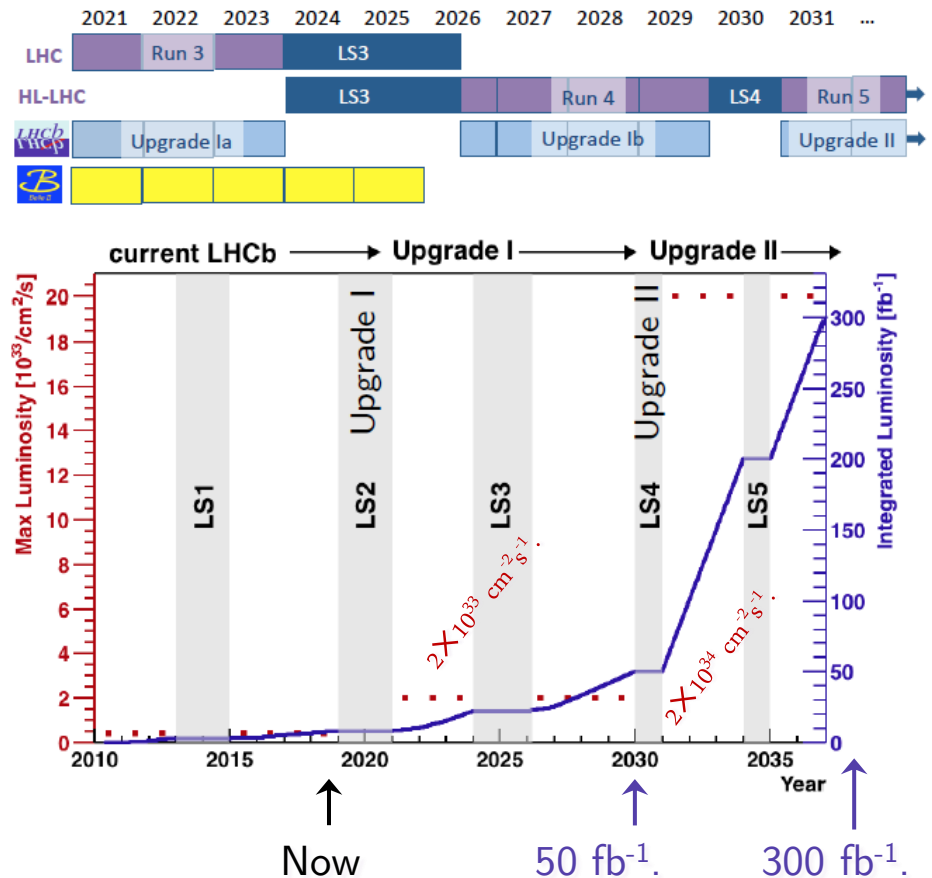 2021 2022 2023 2024 2025 2026 2027 2028 2029 2030 2031 ...
LHC Run 3 LS3
HL-LHC LS3 Run 4 LS4 Run 5
LHCb Upgrade Ia Upgrade Ib Upgrade II
B Belle II
current LHCb Upgrade I Upgrade II
Max Luminosity [10³³/cm²/s]
20
18
16
14
12
10
8
6
4
2
0
LS1
LS2
Upgrade I
LS3
LS4
Upgrade II
LS5
2×10³³ cm⁻²s⁻¹.
2×10³⁴ cm⁻²s⁻¹.
300
250
200
150
100
50
0
Integrated Luminosity [fb⁻¹]
2010 2015 2020 2025 2030 2035
Year
Now 50 fb⁻¹. 300 fb⁻¹.